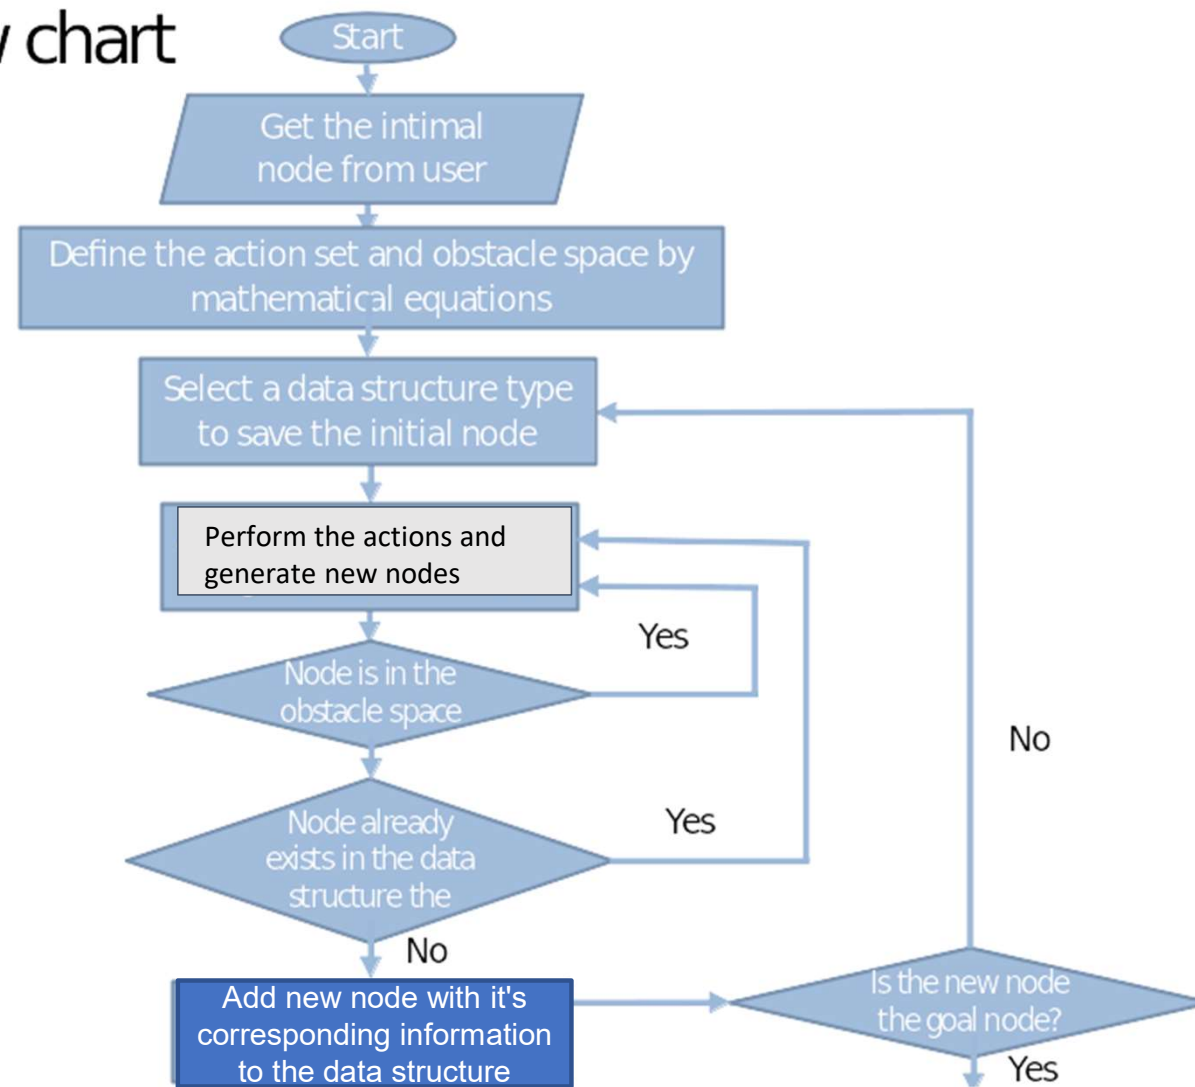 chart
Start
Get the intimal
node from user
Define the action set and obstacle space by
mathematical equations
Select a data structure type
to save the initial node
Perform the actions and
generate new nodes
Yes
Node is in the
obstacle space
No
Node already
exists in the data
structure the
Yes
No
Add new node with it's
corresponding information
to the data structure
Is the new node
the goal node?
Yes